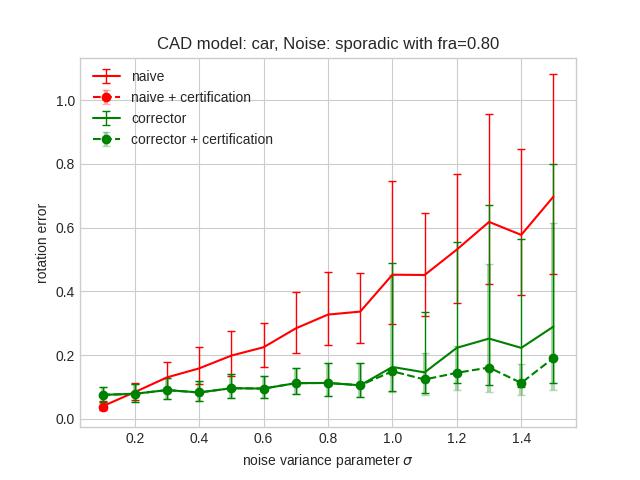 CAD model: car, Noise: sporadic with fra=0.80
naive
naive + certification
corrector
corrector + certification
rotation error
1.0
0.8
0.6
0.4
0.2
0.0
0.2 0.4 0.6 0.8 1.0 1.2 1.4
noise variance parameter σ